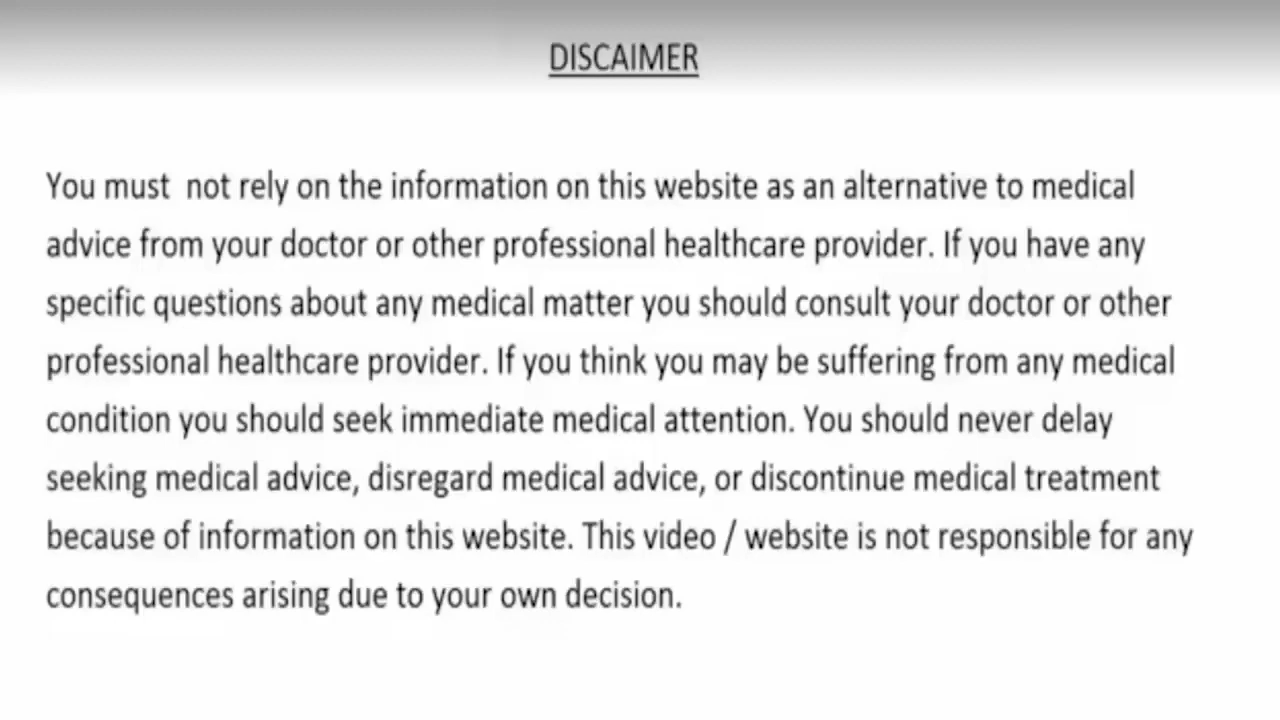 DISCAIMER
You must  not rely on the information on this website as an alternative to medical
advice from your doctor or other professional healthcare provider. If you have any
specific questions about any medical matter you should consult your doctor or other
professional healthcare provider. If you think you may be suffering from any medical
condition you should seek immediate medical attention. You should never delay
seeking medical advice, disregard medical advice, or discontinue medical treatment
because of information on this website. This video / website is not responsible for any
consequences arising due to your own decision.